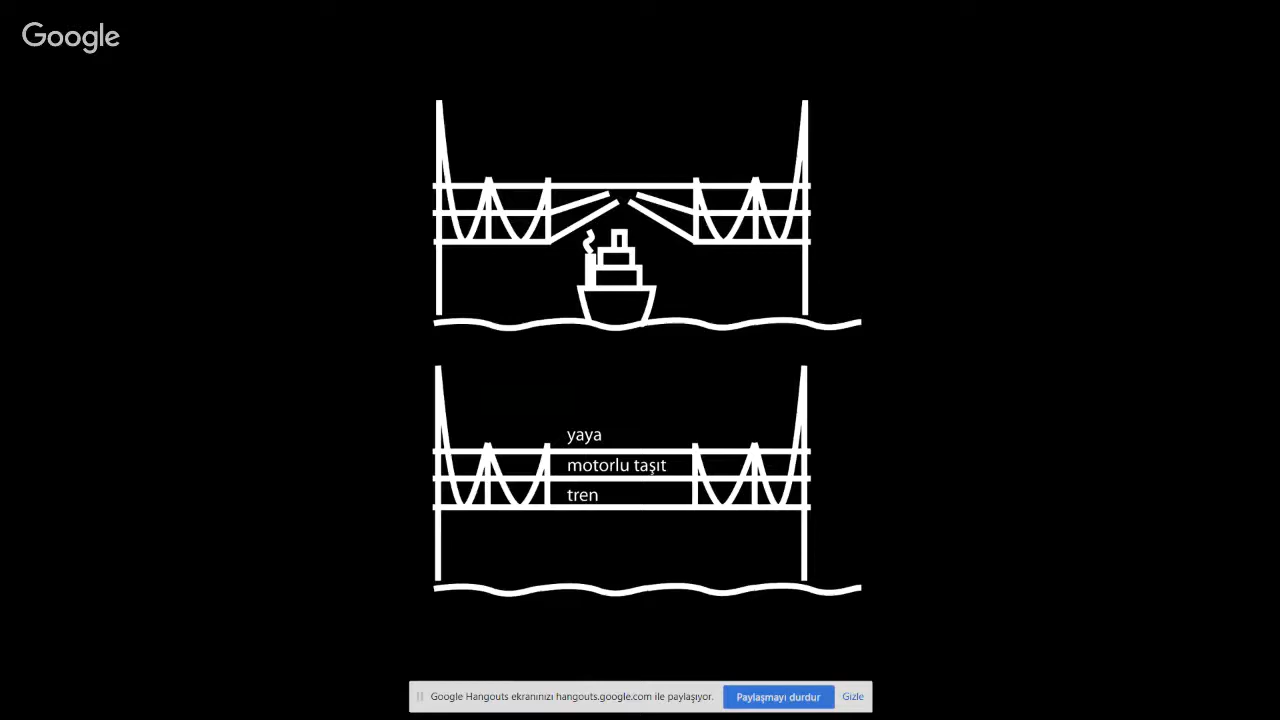 Google
yaya
motorlu taşıt
tren
Google Hangouts ekranınızı hangouts.google.com ile paylaşıyor.
Paylaşmayı durdur
Gizle